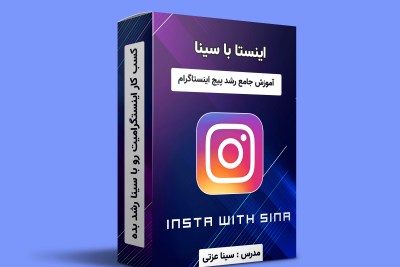 اینستا با سینا
آموزش جامع رشد پیج اینستاگرام
INSTA WITH SINA
مدرس : سینا عزتی
کسب کار اینستگرامیت رو با سینا رشد بده